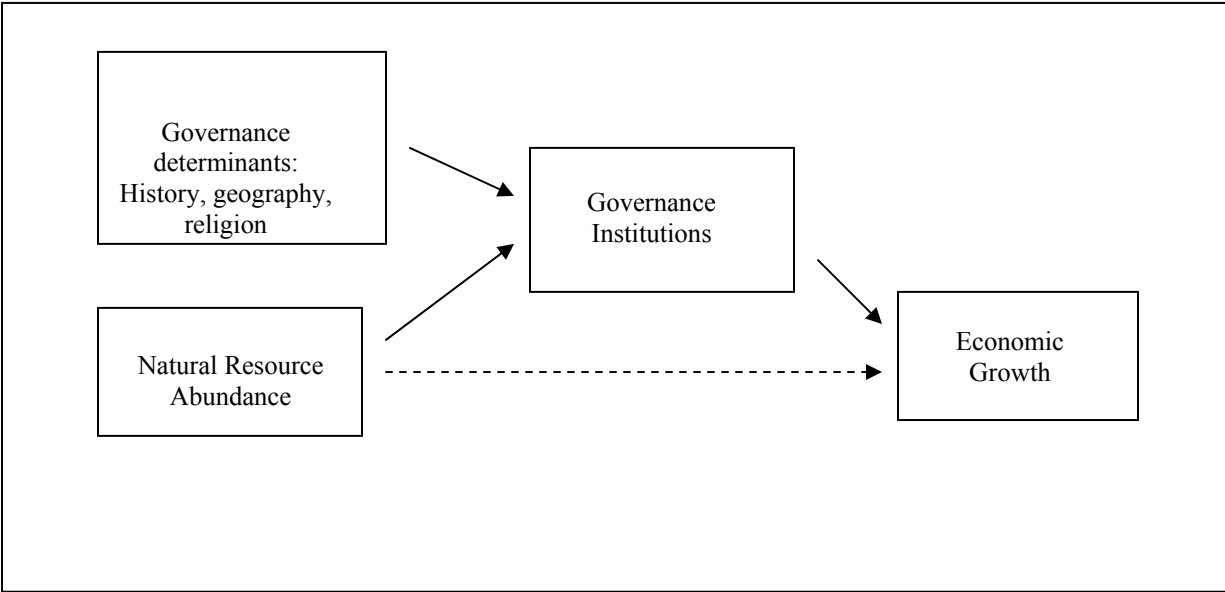 Governance
determinants:
History, geography,
religion
Governance
Institutions
Natural Resource
Abundance
Economic
Growth